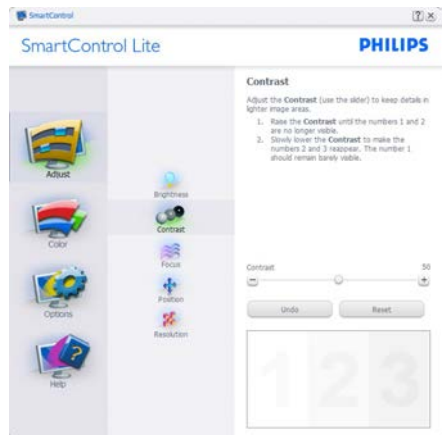 SmartControl
SmartControl Lite
PHILIPS
Adjust
Color
Options
Help
Brightness
Contrast
Focus
Position
Resolution
Contrast
Adjust the Contrast (use the slider) to keep details in
lighter image areas.
1. Raise the Contrast until the numbers 1 and 2
are no longer visible.
2. Slowly lower the Contrast to make the
numbers 2 and 3 reappear. The number 1
should remain barely visible.
Contrast 50
Undo Reset
1 2 3